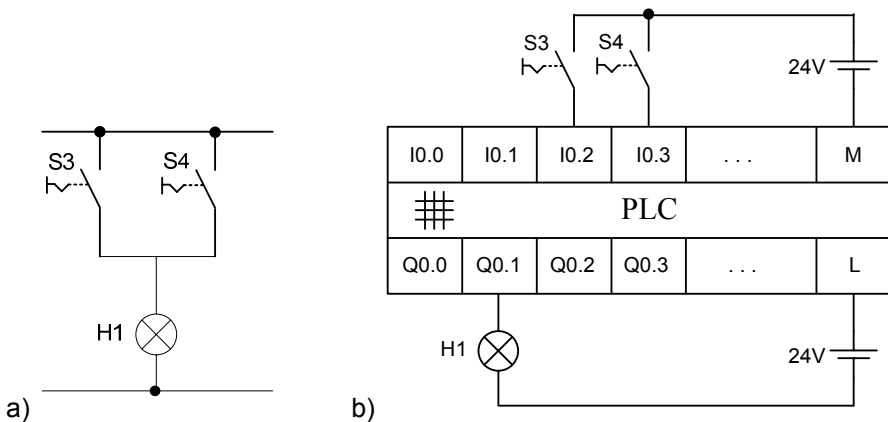 S3 S4
24V
S3 S4
I0.0 I0.1 I0.2 I0.3 . . . M
PLC
Q0.0 Q0.1 Q0.2 Q0.3 . . . L
H1
H1
24V
a)
b)